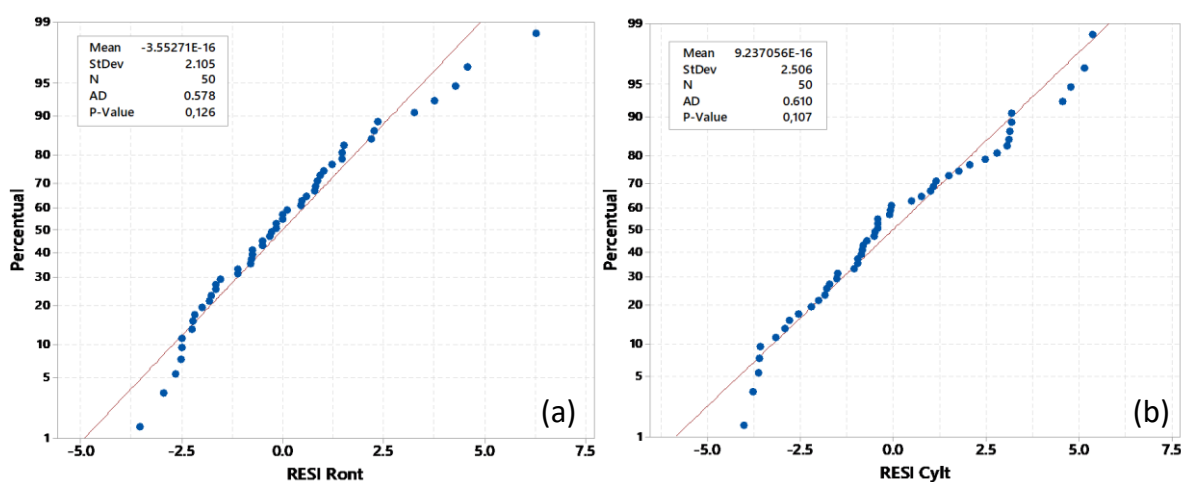 99
95
90
80
70
60
50
40
30
20
10
5
1
Percentual
Mean -3.55271E-16
StDev 2.105
N 50
AD 0.578
P-Value 0,126
(a)
-5.0 -2.5 0.0 2.5 5.0 7.5
RESI Ront
99
95
90
80
70
60
50
40
30
20
10
5
1
Percentual
Mean 9.237056E-16
StDev 2.506
N 50
AD 0.610
P-Value 0,107
(b)
-5.0 -2.5 0.0 2.5 5.0 7.5
RESI Cylt